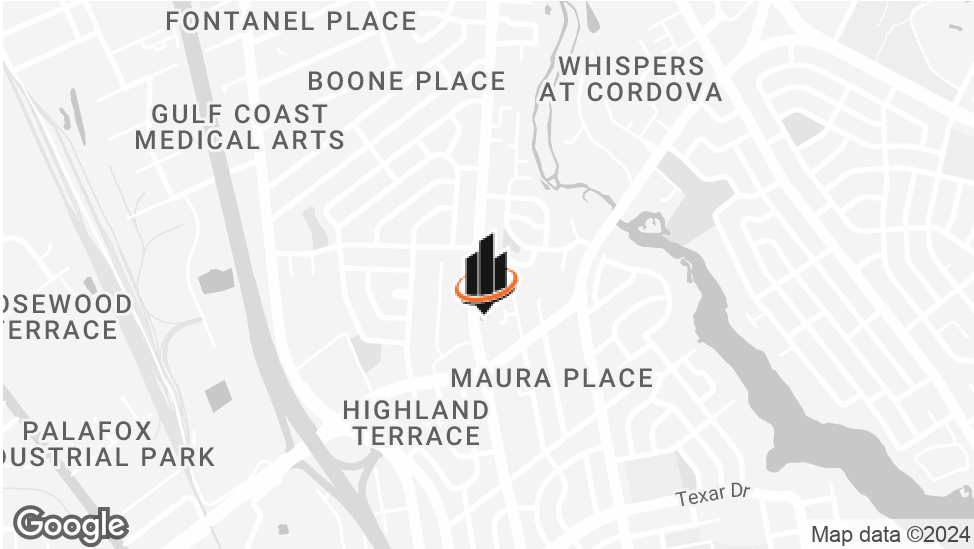 FONTANEL PLACE
BOONE PLACE
WHISPERS
AT CORDOVA
GULF COAST
MEDICAL ARTS
OSEWOOD
TERRACE
MAURA PLACE
HIGHLAND
TERRACE
PALAFOX
DUSTRIAL PARK
Texar Dr
Google
Map data ©2024